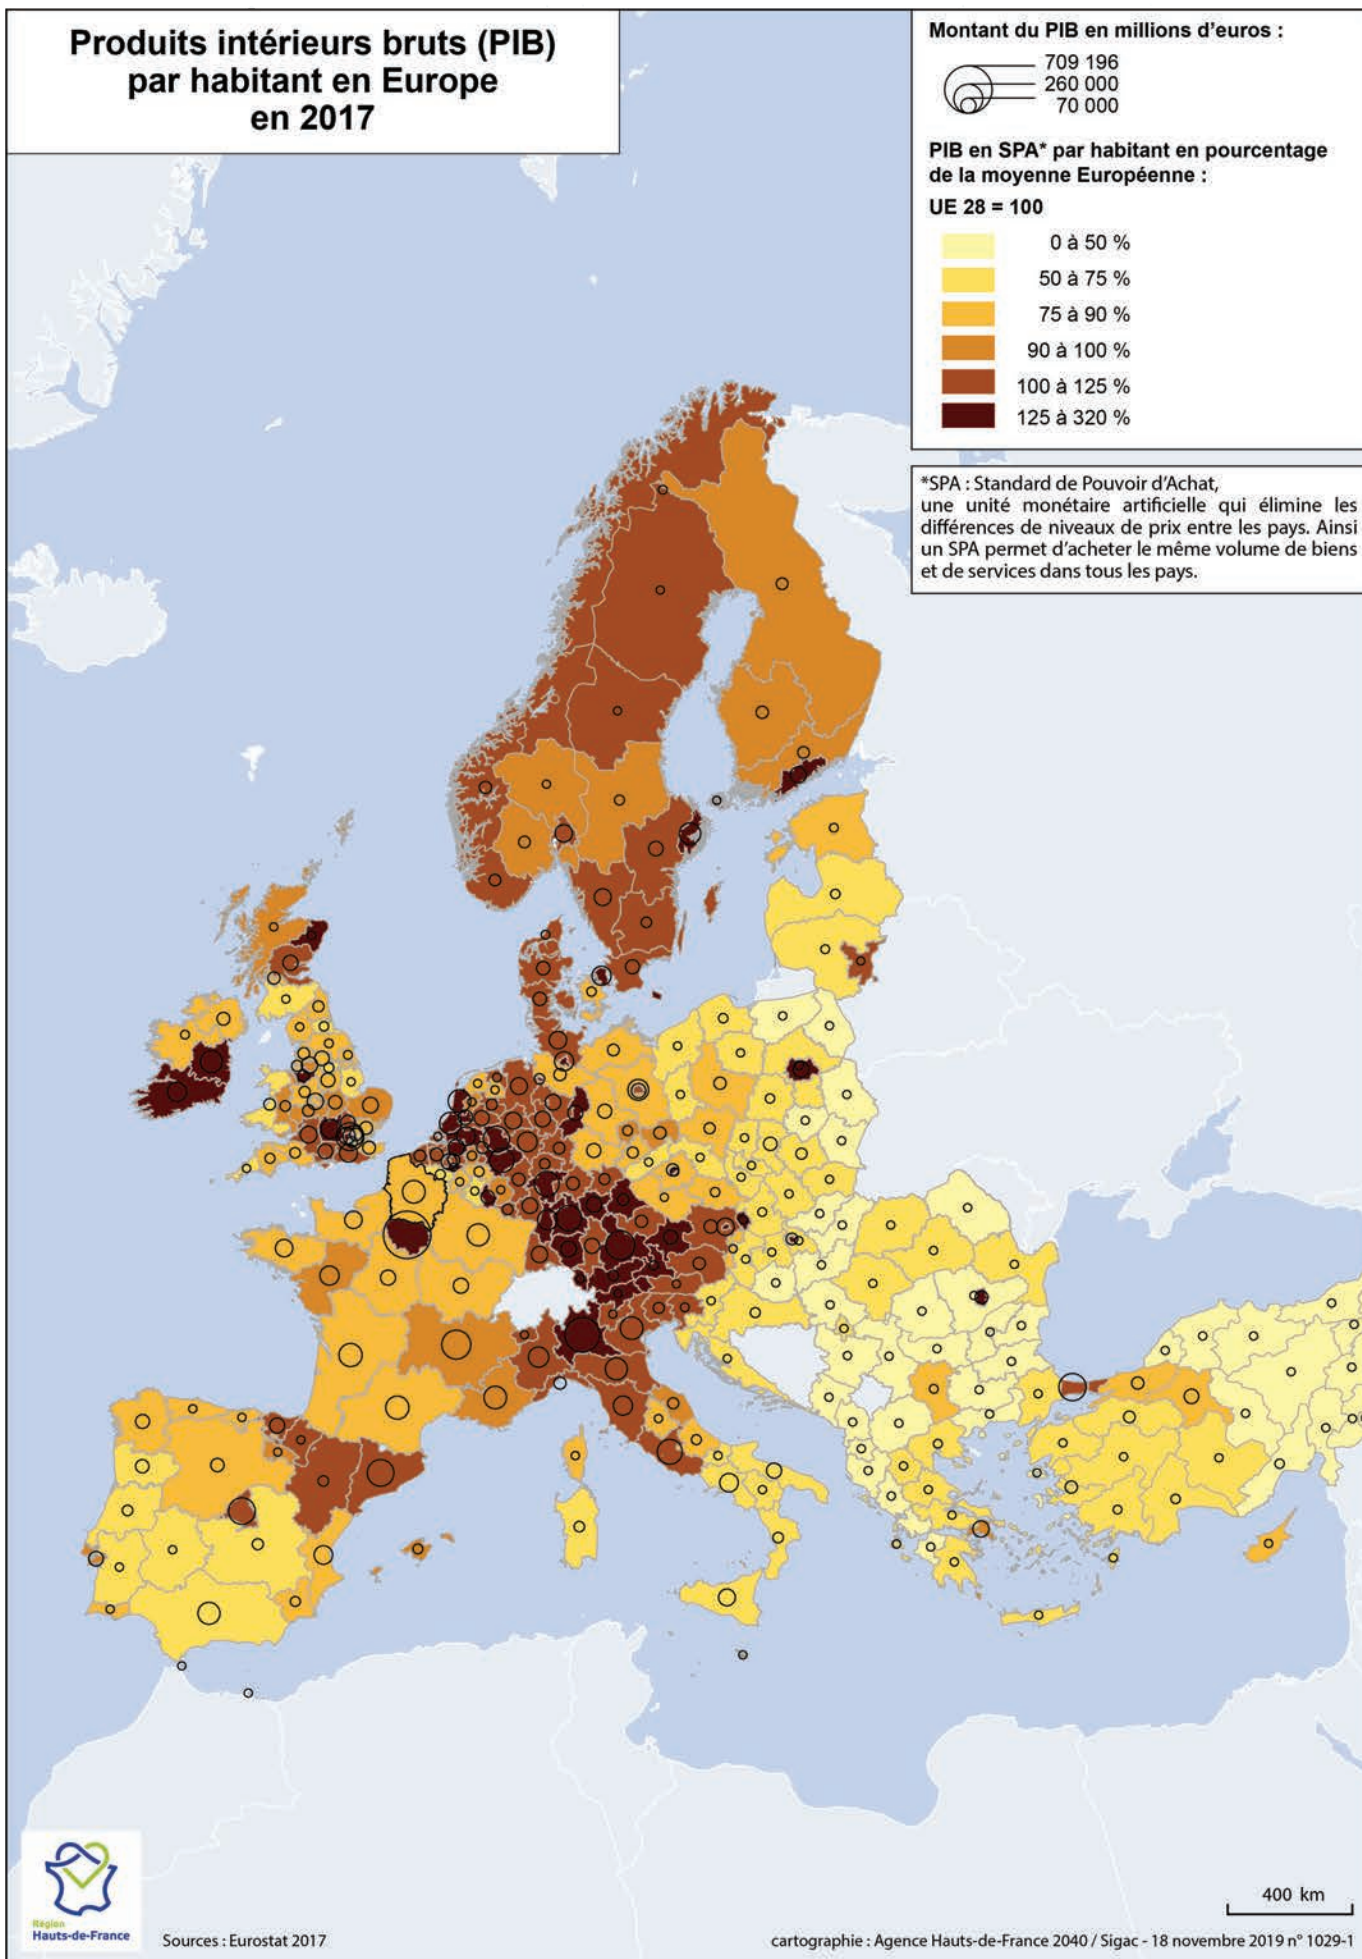 Produits intérieurs bruts (PIB)
par habitant en Europe
en 2017
Montant du PIB en millions d'euros :
709 196
260 000
70 000
PIB en SPA* par habitant en pourcentage
de la moyenne Européenne :
UE 28 = 100
0 à 50 %
50 à 75 %
75 à 90 %
90 à 100 %
100 à 125 %
125 à 320 %
*SPA : Standard de Pouvoir d'Achat,
une unité monétaire artificielle qui élimine les
différences de niveaux de prix entre les pays. Ainsi
un SPA permet d'acheter le même volume de biens
et de services dans tous les pays.
400 km
Région
Hauts-de-France
Sources : Eurostat 2017
cartographie : Agence Hauts-de-France 2040 / Sigac - 18 novembre 2019 n° 1029-1